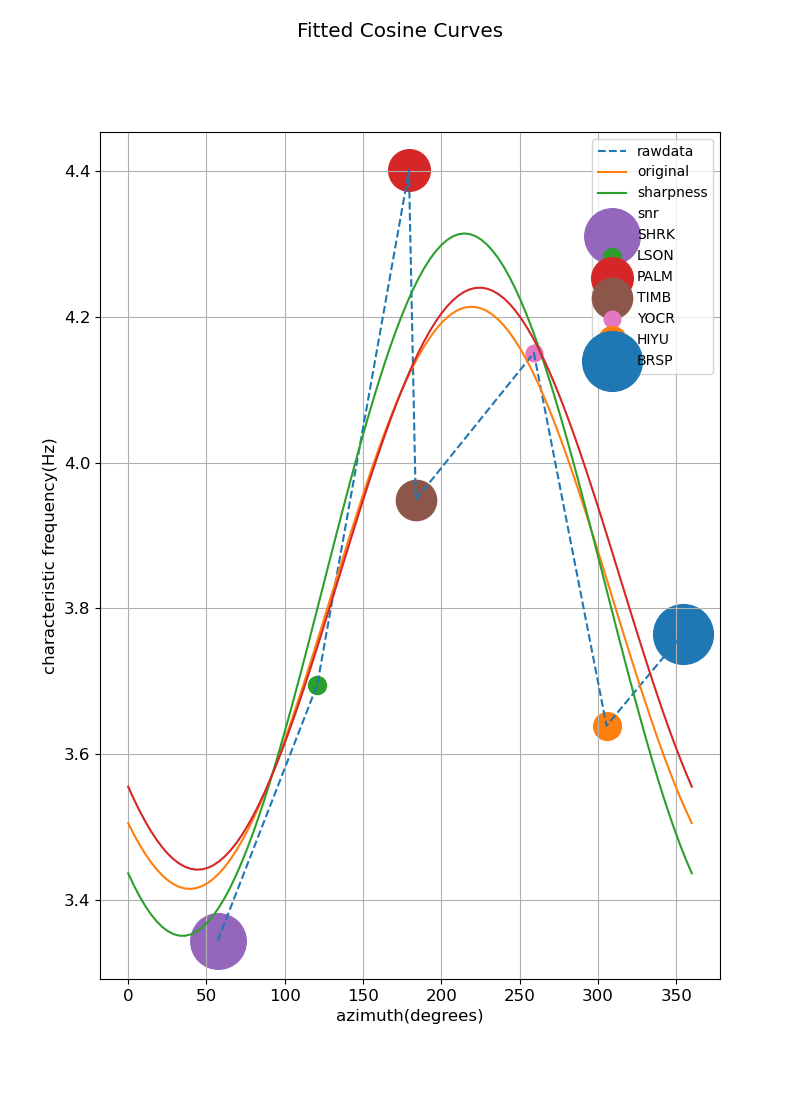 Fitted Cosine Curves
rawdata
original
sharpness
snr
SHRK
LSON
PALM
TIMB
YOCR
HIYU
BRSP
characteristic frequency(Hz)
4.4
4.2
4.0
3.8
3.6
3.4
0 50 100 150 200 250 300 350
azimuth(degrees)